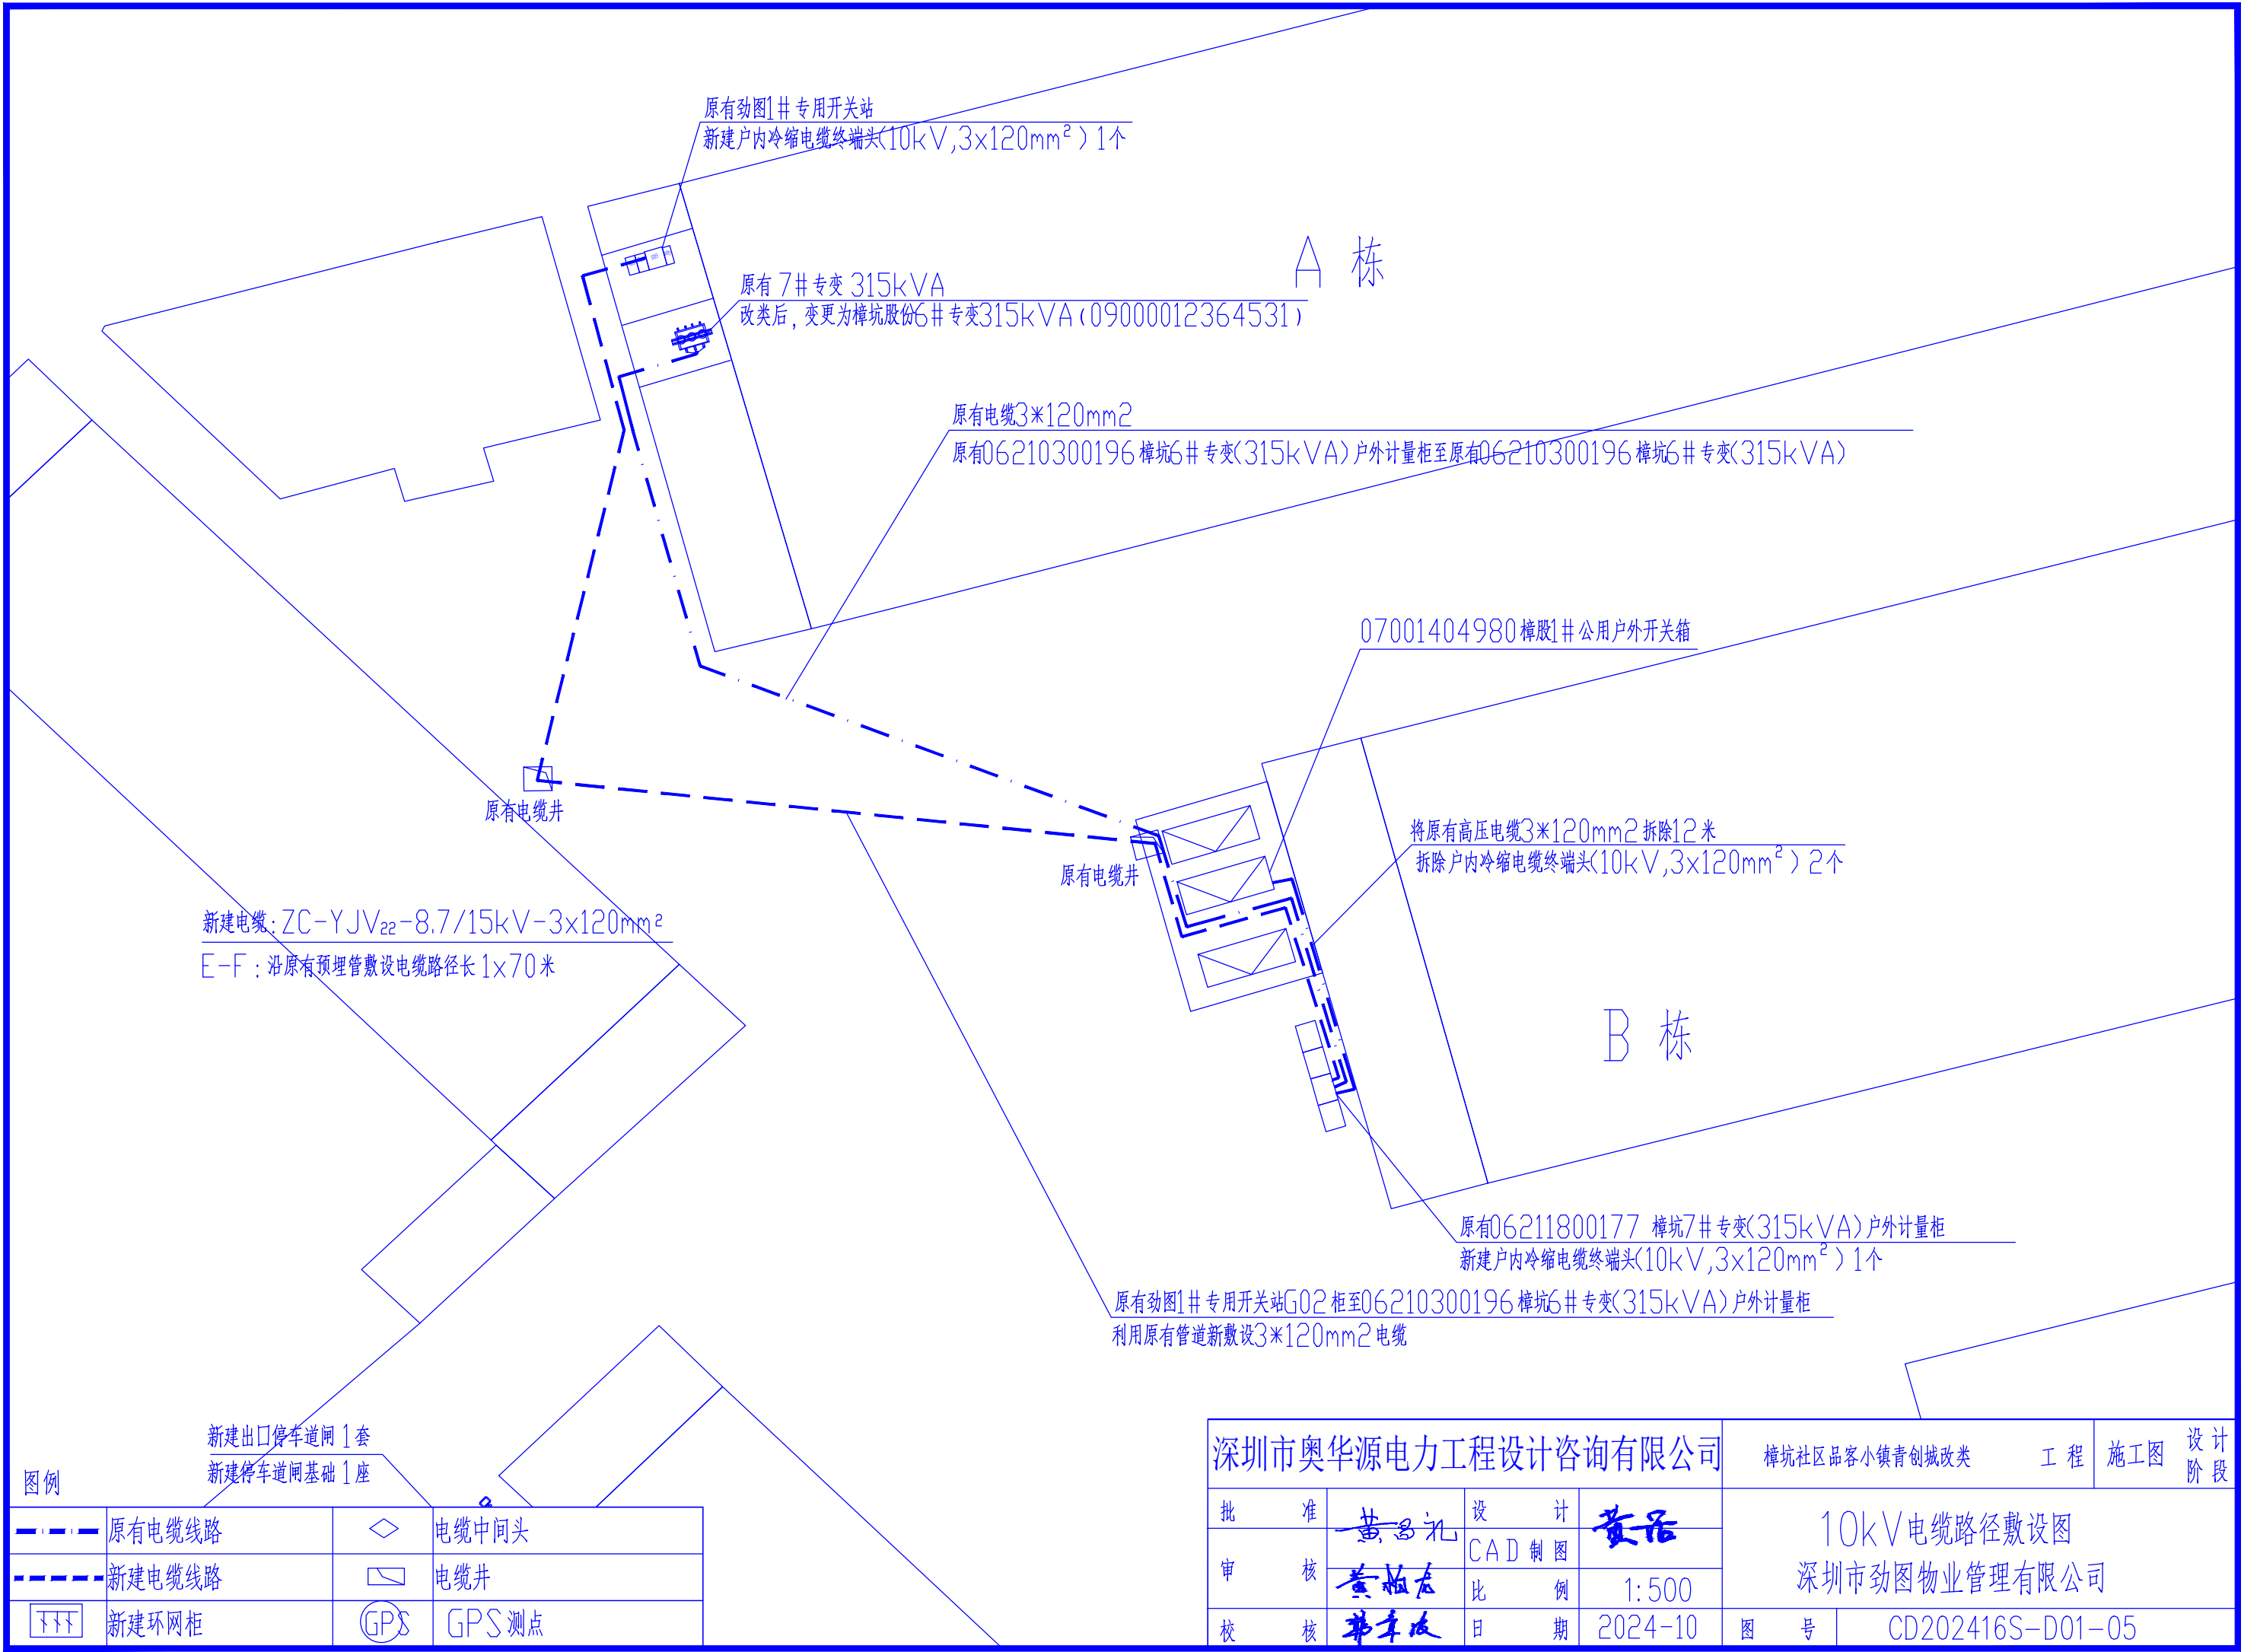 原有劲图1#专用开关站
新建户内冷缩电缆终端头(10kV,3x120mm²)1个
A 栋
原有 7#专变 315kVA
改类后,变更为樟坑股份6#专变315kVA(09000012364531)
原有电缆3*120mm2
原有06210300196樟坑6#专变(315kVA)户外计量柜至原有06210300196樟坑6#专变(315kVA)
07001404980樟股1#公用户外开关箱
原有电缆井
将原有高压电缆3*120mm2拆除12米
拆除户内冷缩电缆终端头(10kV,3x120mm²)2个
原有电缆井
新建电缆:ZC-YJV22-8.7/15kV-3x120mm²
E-F:沿原有预埋管敷设电缆路径长1x70米
B 栋
原有06211800177 樟坑7#专变(315kVA)户外计量柜
新建户内冷缩电缆终端头(10kV,3x120mm²)1个
原有劲图1#专用开关站G02柜至06210300196樟坑6#专变(315kVA)户外计量柜
利用原有管道新敷设3*120mm2电缆
新建出口停车道闸1套
新建停车道闸基础1座
图例
原有电缆线路
电缆中间头
新建电缆线路
电缆井
新建环网柜
GPS
GPS测点
深圳市奥华源电力工程设计咨询有限公司
樟坑社区品客小镇青创城改类 工程
施工图
设计
阶段
批准
设计
审核
CAD制图
比例
1:500
校核
日期
2024-10
10kV电缆路径敷设图
深圳市劲图物业管理有限公司
图号
CD202416S-D01-05